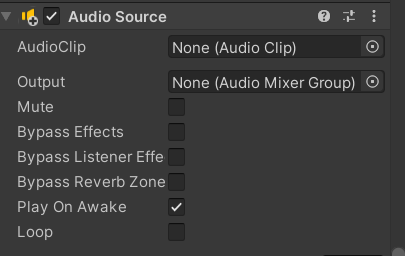 Audio Source
AudioClip None (Audio Clip)
Output None (Audio Mixer Group)
Mute
Bypass Effects
Bypass Listener Effe
Bypass Reverb Zone
Play On Awake
Loop